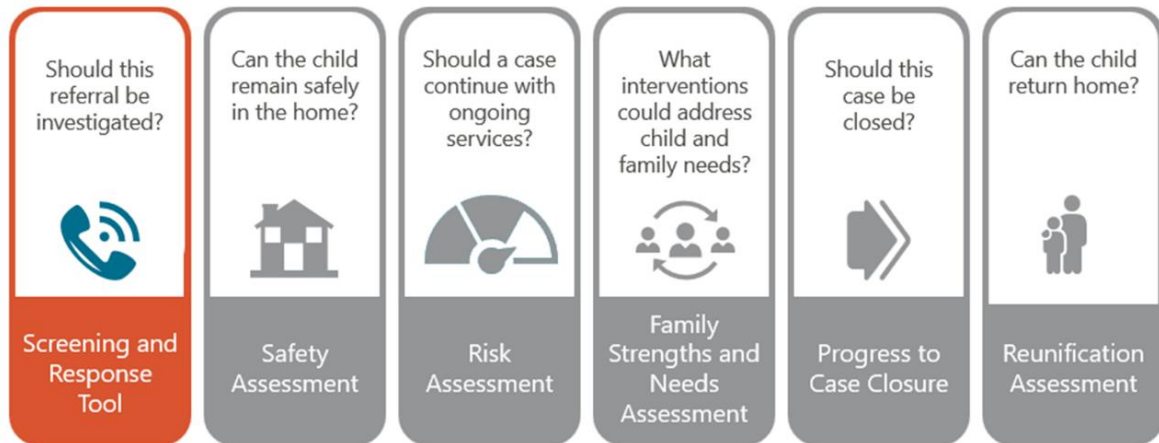 Should this
referral be
investigated?
Screening and
Response
Tool
Can the child
remain safely
in the home?
Safety
Assessment
Should a case
continue with
ongoing
services?
Risk
Assessment
What
interventions
could address
child and
family needs?
Family
Strengths and
Needs
Assessment
Should this
case be
closed?
Progress to
Case Closure
Can the child
return home?
Reunification
Assessment